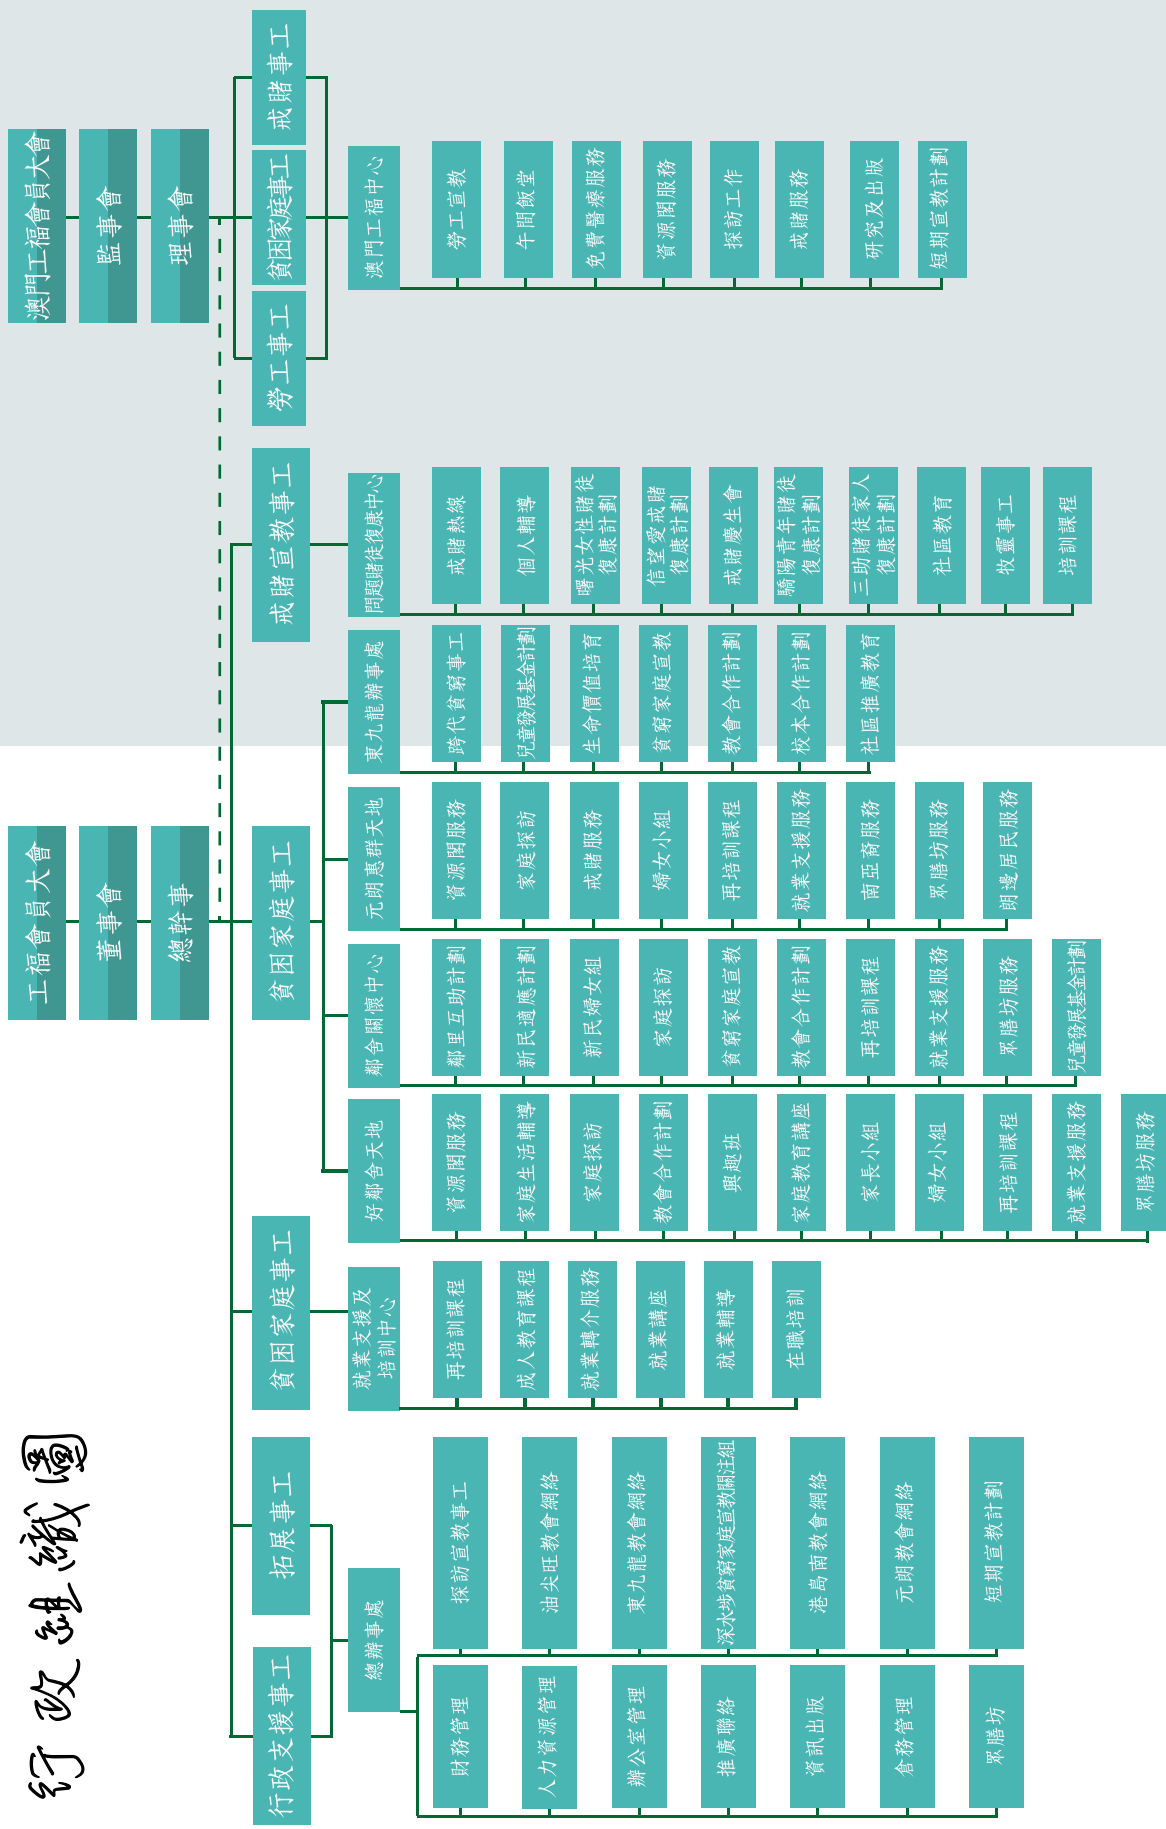 行政組織圖
工福會員大會
董事會
總幹事
澳門工福會員大會
監事會
理事會
行政支援事工
拓展事工
貧困家庭事工
貧困家庭事工
戒賭宣教事工
勞工事工
貧困家庭事工
戒賭事工
總辦事處
財務管理
人力資源管理
辦公室管理
推廣聯絡
資訊出版
倉務管理
眾膳坊
探訪宣教事工
油尖旺教會網絡
東九龍教會網絡
深水埗貧窮家庭宣教關注組
港島南教會網絡
元朗教會網絡
短期宣教計劃
就業支援及
培訓中心
再培訓課程
成人教育課程
就業轉介服務
就業講座
就業輔導
在職培訓
好鄰舍天地
資源閣服務
家庭生活輔導
家庭探訪
教會合作計劃
興趣班
家庭教育講座
家長小組
婦女小組
再培訓課程
就業支援服務
眾膳坊服務
鄰舍關懷中心
鄰里互助計劃
新民適應計劃
新民婦女組
家庭探訪
貧窮家庭宣教
教會合作計劃
再培訓課程
就業支援服務
眾膳坊服務
兒童發展基金計劃
元朗惠群天地
資源閣服務
家庭探訪
戒賭服務
婦女小組
再培訓課程
就業支援服務
南亞裔服務
眾膳坊服務
朗邊居民服務
東九龍辦事處
跨代貧窮事工
兒童發展基金計劃
生命價值培育
貧窮家庭宣教
教會合作計劃
校本合作計劃
社區推廣教育
問題賭徒復康中心
戒賭熱線
個人輔導
曙光女性賭徒
復康計劃
信望愛戒賭
復康計劃
戒賭慶生會
驕陽青年賭徒
復康計劃
三助賭徒家人
復康計劃
社區教育
牧靈事工
培訓課程
澳門工福中心
勞工宣教
午間飯堂
免費醫療服務
資源閣服務
探訪工作
戒賭服務
研究及出版
短期宣教計劃